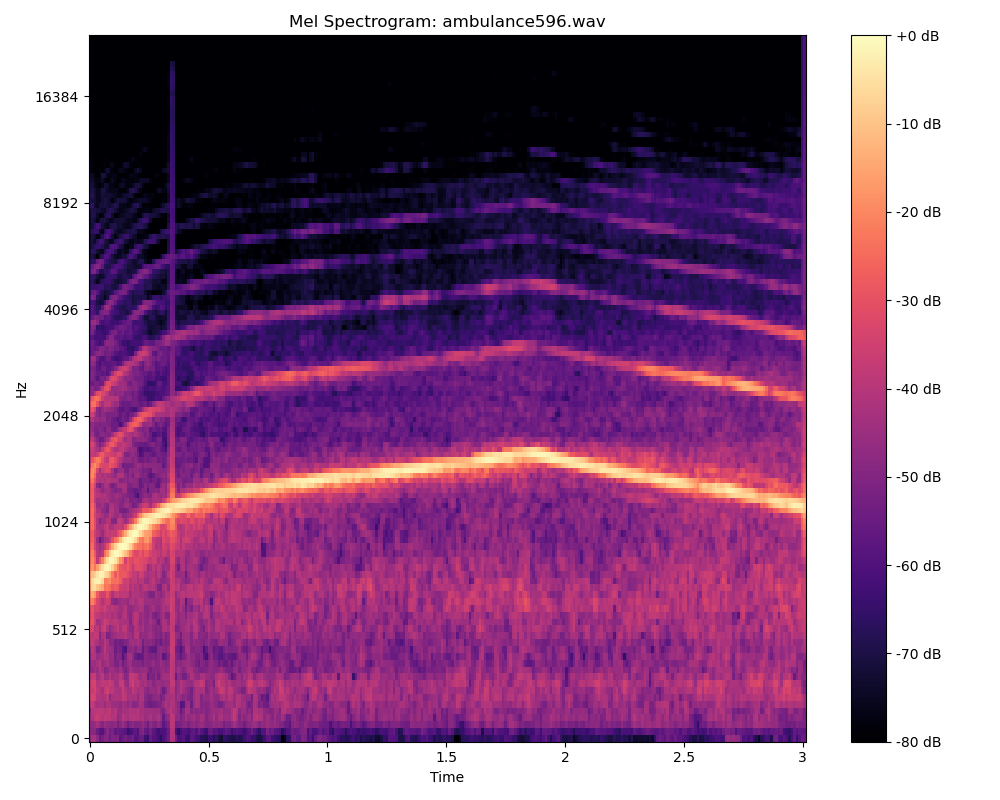 Mel Spectrogram: ambulance596.wav
+0 dB
16384
-10 dB
-20 dB
8192
-30 dB
4096
Hz
-40 dB
2048
-50 dB
1024
-60 dB
512
-70 dB
0
-80 dB
0 0.5 1 1.5 2 2.5 3
Time